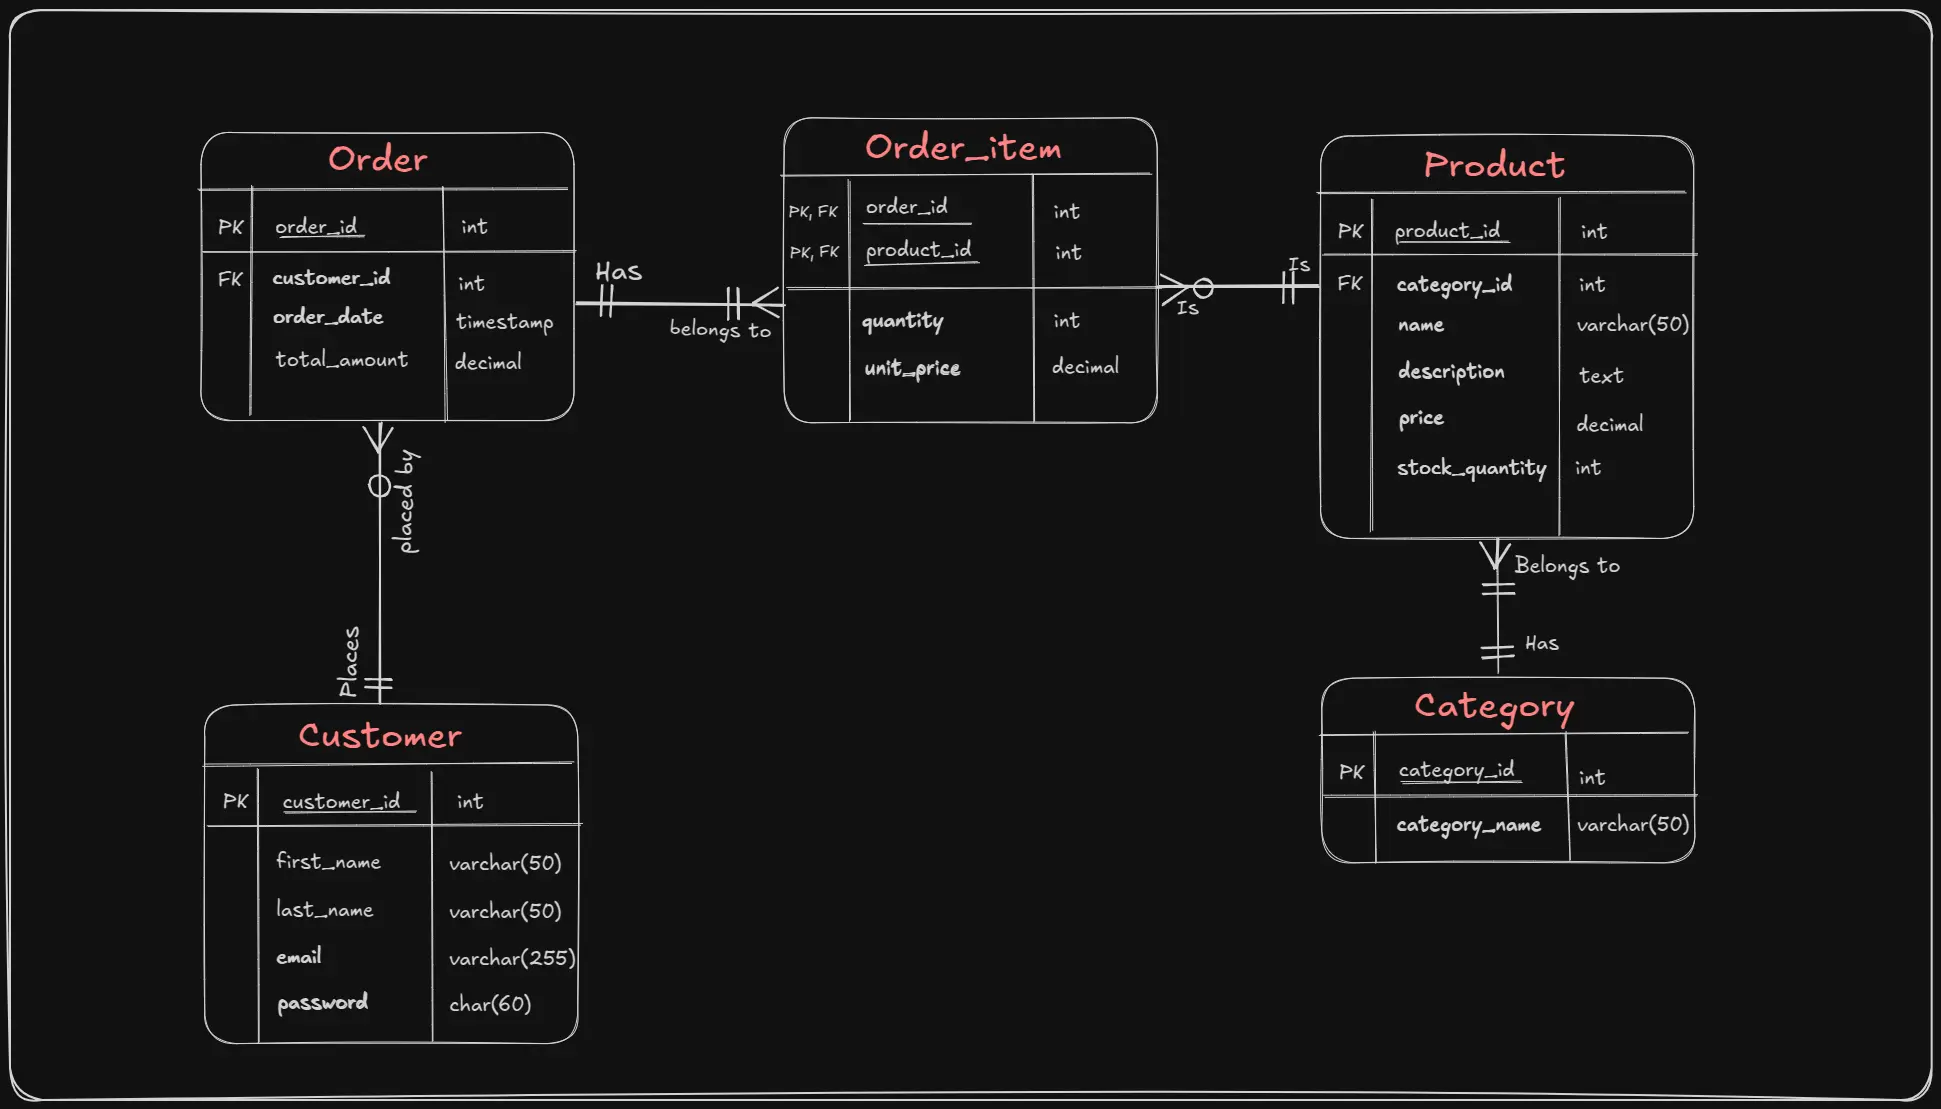 Order
PK order_id int
FK customer_id int
order_date timestamp
total_amount decimal
Has
belongs to
Order_item
PK, FK order_id int
PK, FK product_id int
quantity int
unit_price decimal
Is
Is
Product
PK product_id int
FK category_id int
name varchar(50)
description text
price decimal
stock_quantity int
placed by
Places
Belongs to
Has
Customer
PK customer_id int
first_name varchar(50)
last_name varchar(50)
email varchar(255)
password char(60)
Category
PK category_id int
category_name varchar(50)